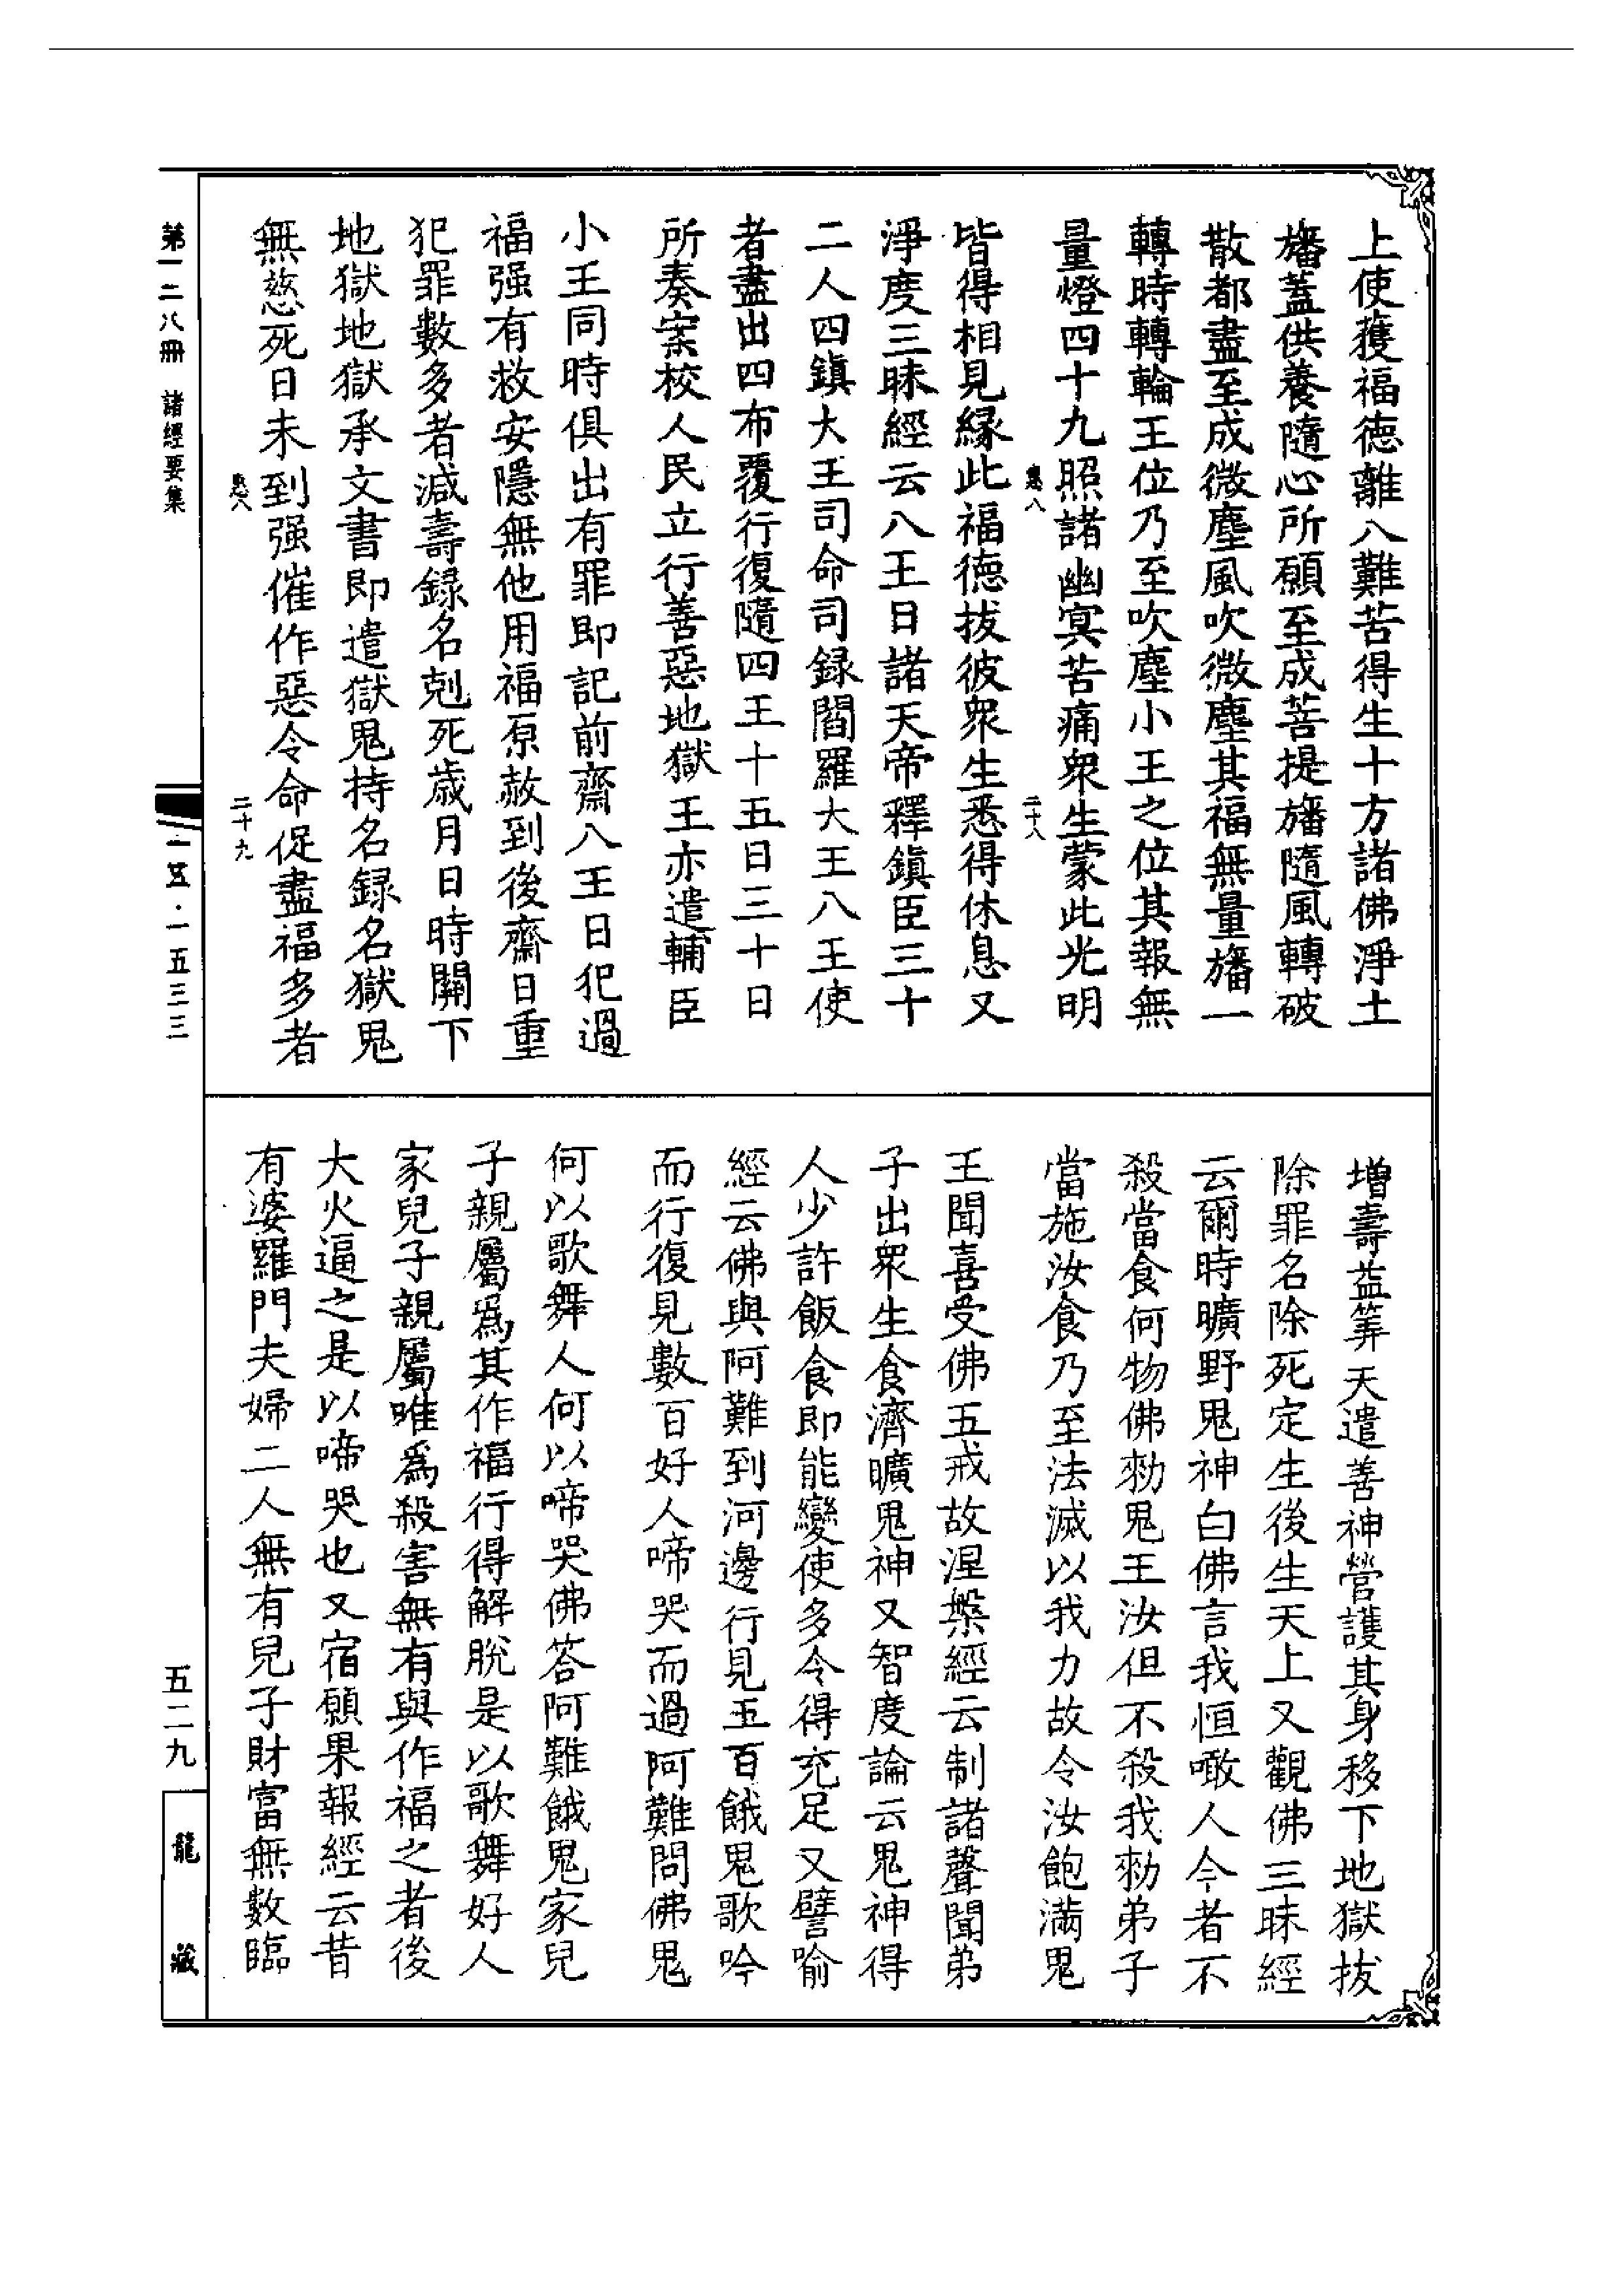 上使獲福德離八難苦得生十方諸佛淨土
旛蓋供養隨心所願至成菩提旛隨風轉破
散都盡至成微塵風吹微塵其福無量旛一
轉時轉輪王位乃至吹塵小王之位其報無
量燈四十九照諸幽冥苦痛衆生蒙此光明
惠八
二十八
皆得相見緣此福德拔彼衆生悉得休息又
淨度三昧經云八王日諸天帝釋鎮臣三十
二人四鎮大王司命司錄閻羅大王八王使
者盡出四布覆行復隨四王十五日三十日
所奏案校人民立行善惡地獄王亦遣輔臣
小王同時俱出有罪即記前齋八王日犯過
福强有救安隱無他用福原赦到後齋日重
犯罪數多者減壽錄名剋死歲月日時關下
地獄地獄承文書即遣獄鬼持名錄名獄鬼
無慈死日未到强催作惡令命促盡福多者
惠八
二十九
增壽益筭天遣善神營護其身移下地獄拔
除罪名除死定生後生天上又觀佛三昧經
云爾時曠野鬼神白佛言我恒噉人今者不
殺當食何物佛勑鬼王汝但不殺我勑弟子
當施汝食乃至法滅以我力故令汝飽滿鬼
王聞喜受佛五戒故涅槃經云制諸聲聞弟
子出衆生食濟曠鬼神又智度論云鬼神得
人少許飯食即能變使多令得充足又譬喻
經云佛與阿難到河邊行見五百餓鬼歌吟
而行復見數百好人啼哭而過阿難問佛鬼
何以歌舞人何以啼哭佛答阿難餓鬼家兒
子親屬爲其作福行得解脫是以歌舞好人
家兒子親屬唯爲殺害無有與作福之者後
大火逼之是以啼哭也又宿願果報經云昔
有婆羅門夫婦二人無有兒子財富無數臨
第一二八冊 諸經要集
一五·一五三三
五二九
龍藏